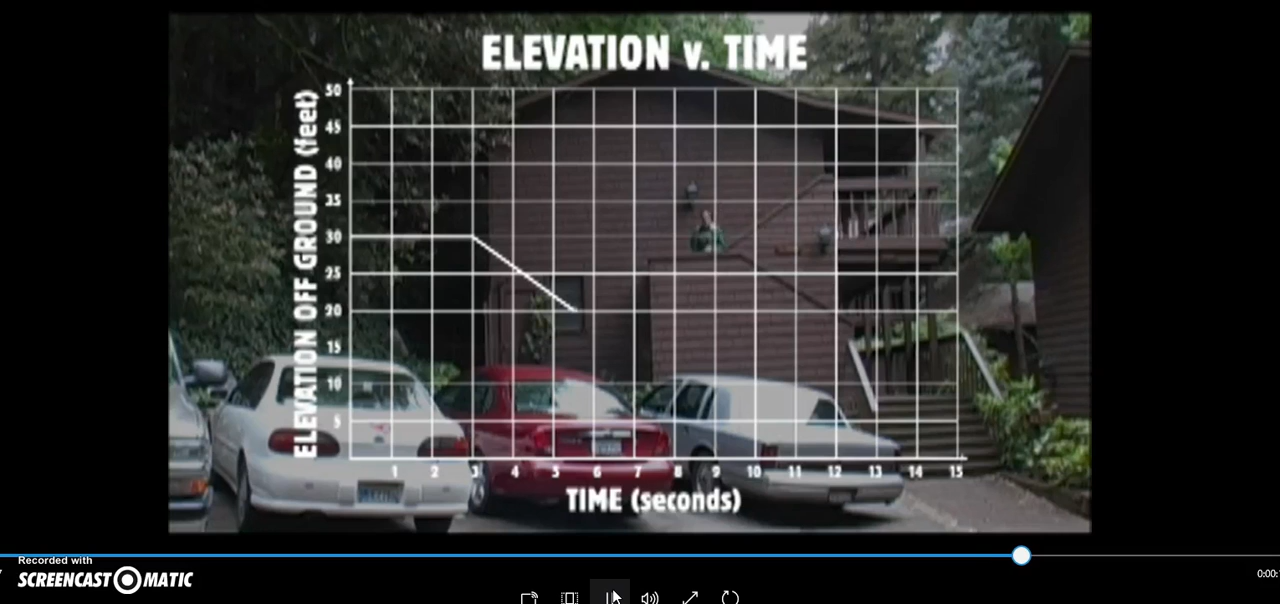 ELEVATION v. TIME
ELEVATION OFF GROUND (feet)
50
45
40
35
30
25
20
15
10
5
1 2 3 4 5 6 7 8 9 10 11 12 13 14 15
TIME (seconds)
Recorded with
SCREENCAST MATIC